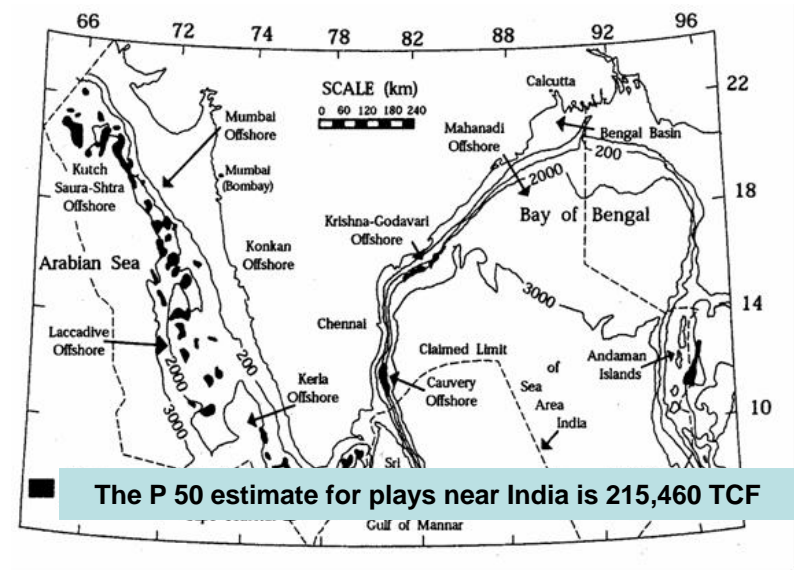 66 72 74 78 82 88 92 96
SCALE (km)
0 60 120 180 240
Calcutta
22
Mumbai
Offshore
Mahanadi
Offshore
Bengal Basin
200
2000
Kutch
Saura-Shtra
Offshore
Mumbai
(Bombay)
18
Bay of Bengal
Krishna-Godavari
Offshore
Konkan
Offshore
Arabian Sea
3000
14
Chennai
Laccadive
Offshore
200
2000
Claimed Limit
of
Sea
Area
India
Andaman
Islands
Kerla
Offshore
Cauvery
Offshore
10
3000
Sri
The P 50 estimate for plays near India is 215,460 TCF
Gulf of Mannar